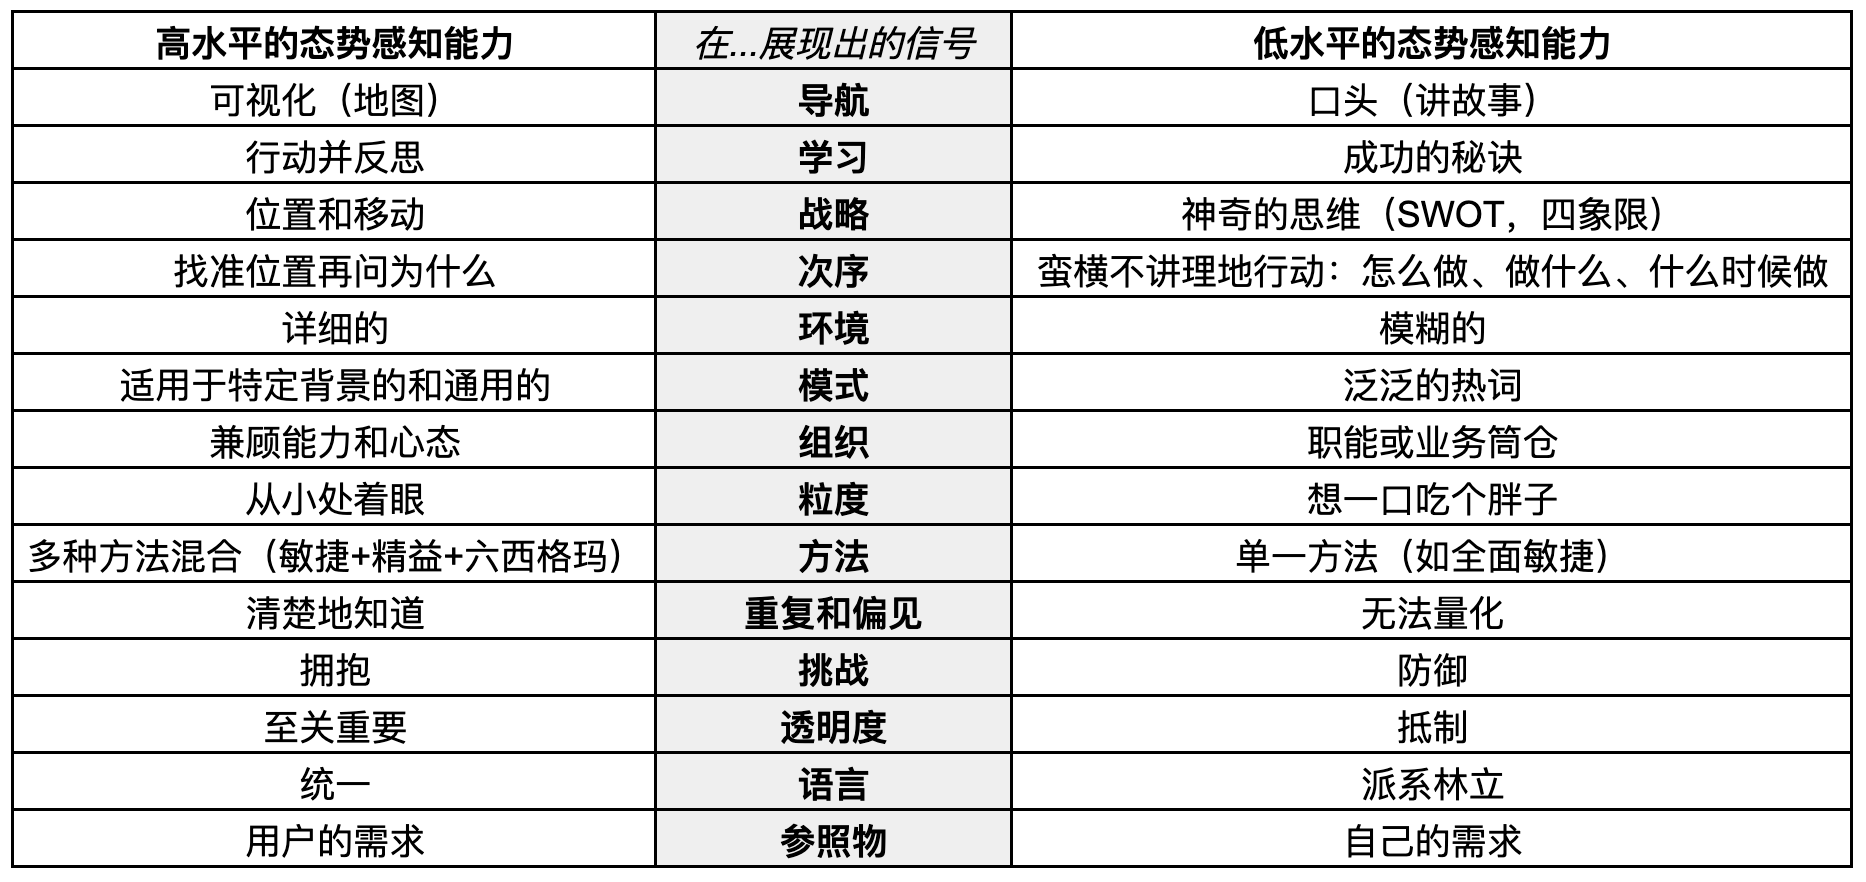 高水平的态势感知能力 在...展现出的信号 低水平的态势感知能力
可视化（地图） 导航 口头（讲故事）
行动并反思 学习 成功的秘诀
位置和移动 战略 神奇的思维（SWOT，四象限）
找准位置再问为什么 次序 蛮横不讲理地行动：怎么做、做什么、什么时候做
详细的 环境 模糊的
适用于特定背景的和通用的 模式 泛泛的热词
兼顾能力和心态 组织 职能或业务筒仓
从小处着眼 粒度 想一口吃个胖子
多种方法混合（敏捷+精益+六西格玛） 方法 单一方法（如全面敏捷）
清楚地知道 重复和偏见 无法量化
拥抱 挑战 防御
至关重要 透明度 抵制
统一 语言 派系林立
用户的需求 参照物 自己的需求